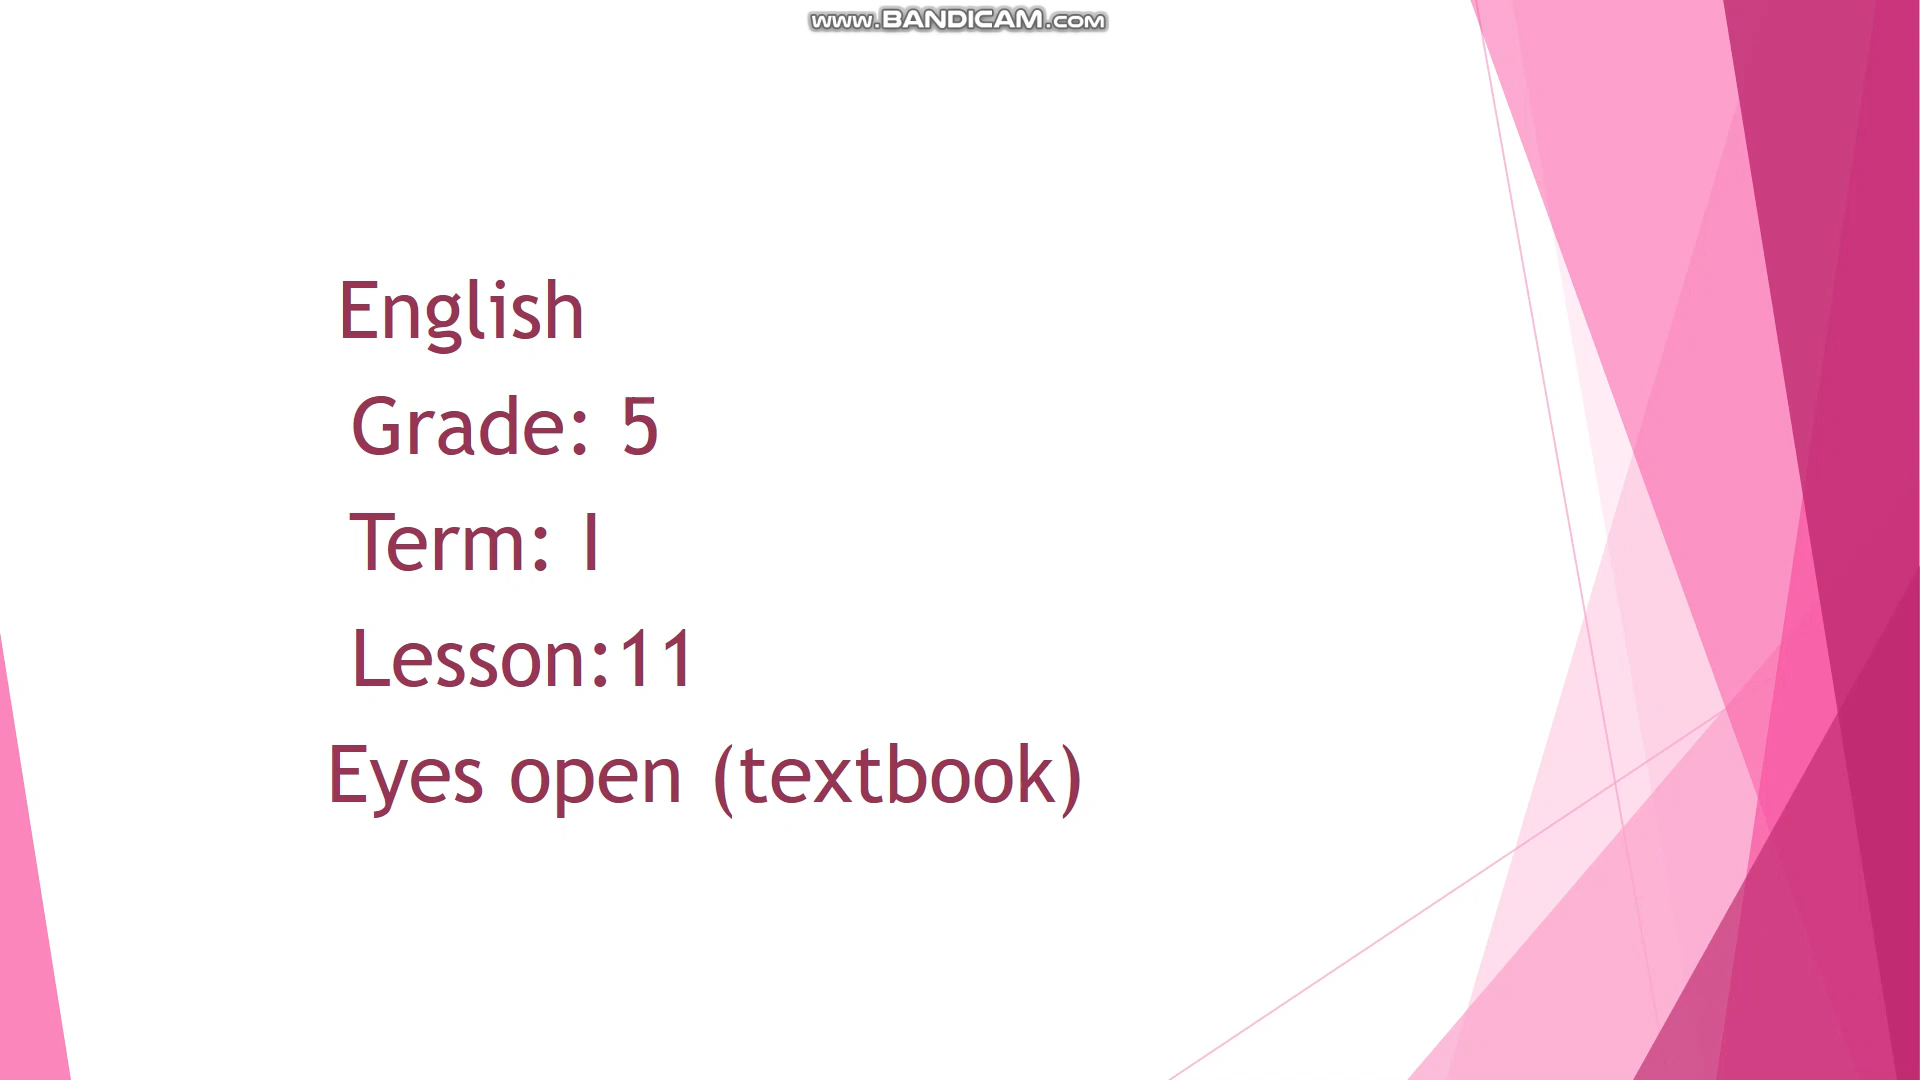 www.BANDICAM.com
English
Grade: 5
Term: I
Lesson:11
Eyes open (textbook)